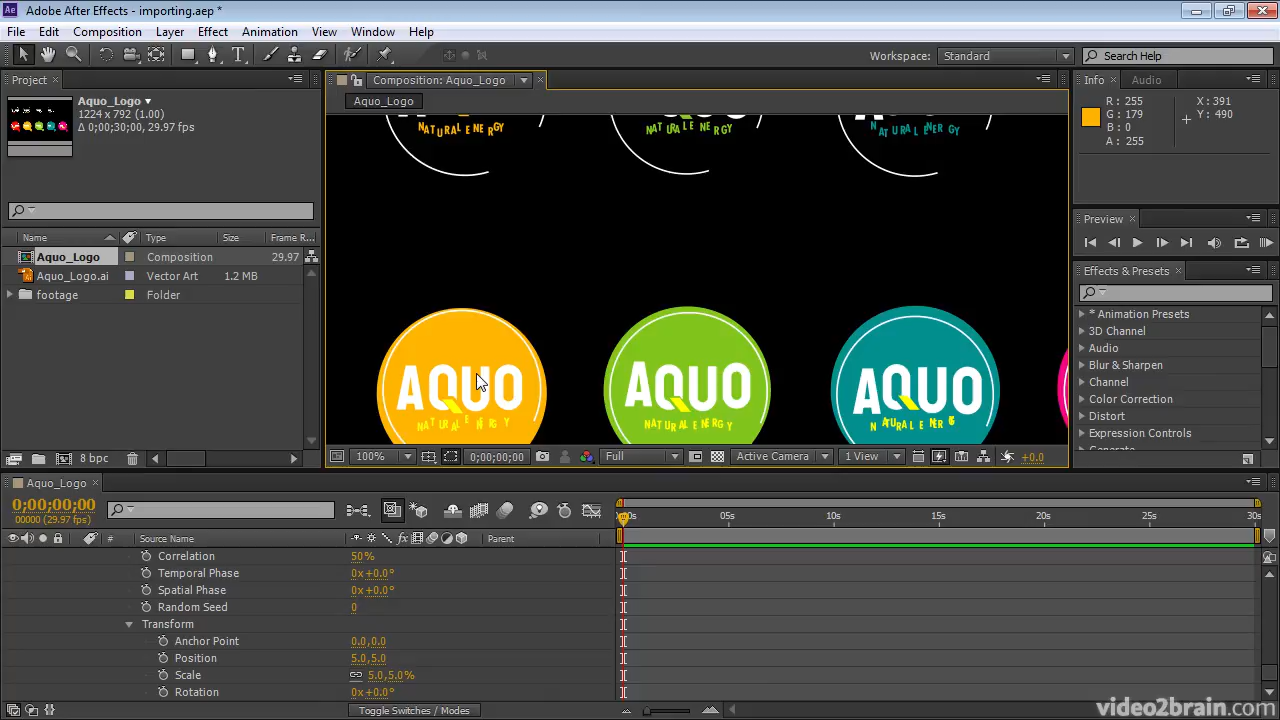 Adobe After Effects - importing.aep *
File Edit Composition Layer Effect Animation View Window Help
Workspace: Standard Search Help
Project
Composition: Aquo_Logo
Info Audio
Aquo_Logo
1224 x 792 (1.00)
Δ 0;00;30;00, 29.97 fps
Aquo_Logo
R: 255
G: 179
B: 0
A: 255
X: 391
Y: 490
NATURAL ENERGY NATURAL ENERGY NATURAL ENERGY
Preview
Name Type Size Frame R...
Aquo_Logo Composition 29.97
Aquo_Logo.ai Vector Art 1.2 MB
footage Folder
Effects & Presets
* Animation Presets
3D Channel
Audio
Blur & Sharpen
Channel
Color Correction
Distort
Expression Controls
AQUO AQUO AQUO
NATURAL ENERGY NATURAL ENERGY NATURAL ENERGY
8 bpc
100% 0;00;00;00 Full Active Camera 1 View +0.0
Aquo_Logo
0;00;00;00
00000 (29.97 fps)
05s 10s 15s 20s 25s 30s
# Source Name Parent
Correlation 50%
Temporal Phase 0x+0.0°
Spatial Phase 0x+0.0°
Random Seed 0
Transform
Anchor Point 0.0,0.0
Position 5.0,5.0
Scale 5.0,5.0%
Rotation 0x+0.0°
Toggle Switches / Modes
video2brain.com